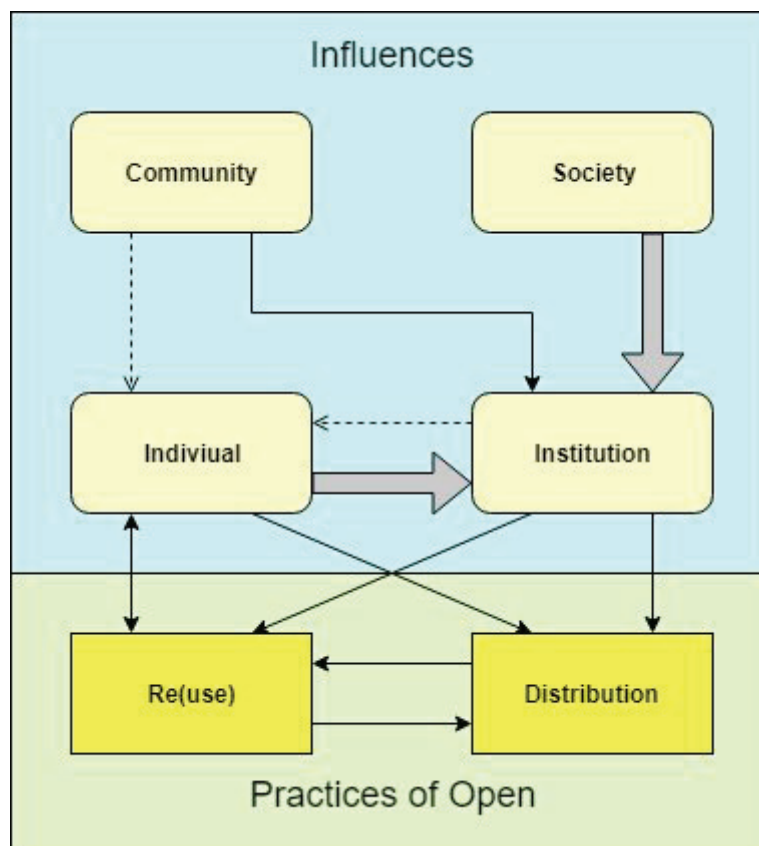 Influences
Community
Society
Indiviual
Institution
Re(use)
Distribution
Practices of Open